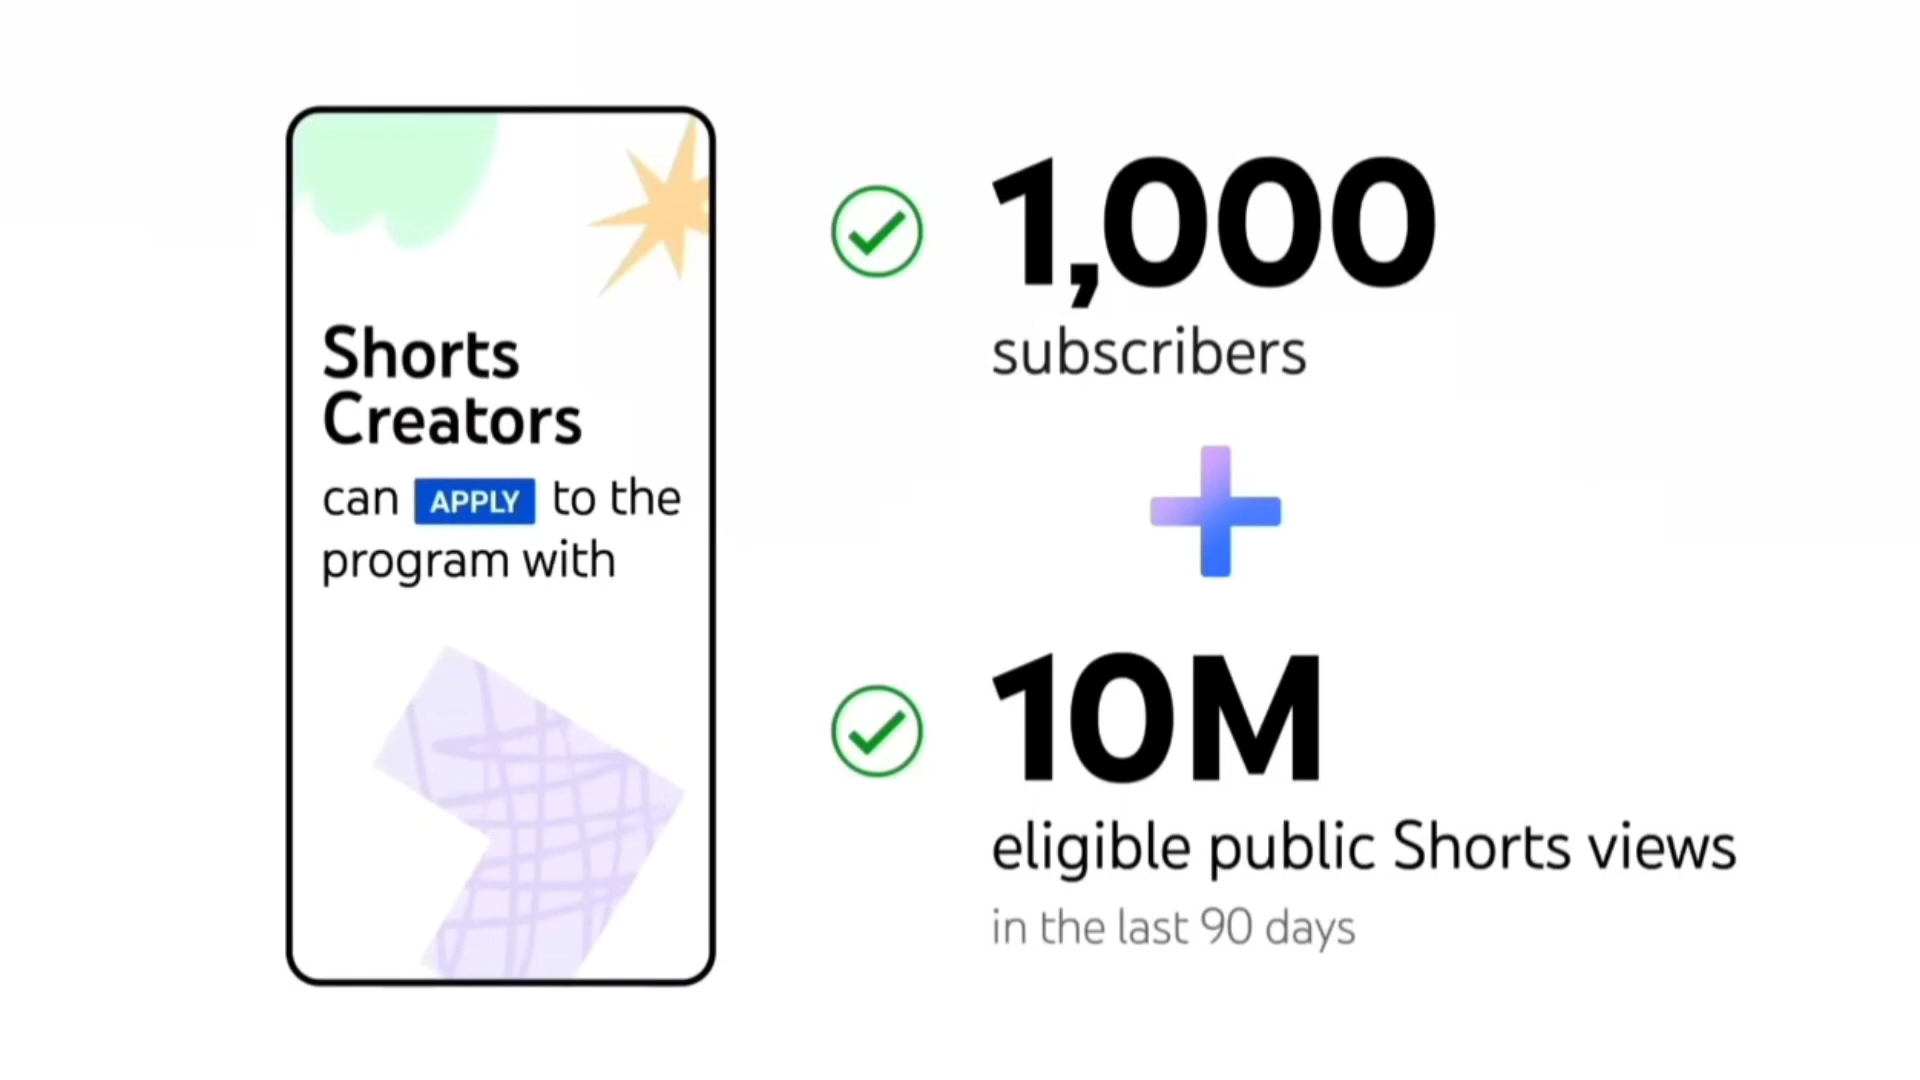 Shorts
Creators
can APPLY to the
program with
1,000
subscribers
10M
eligible public Shorts views
in the last 90 days